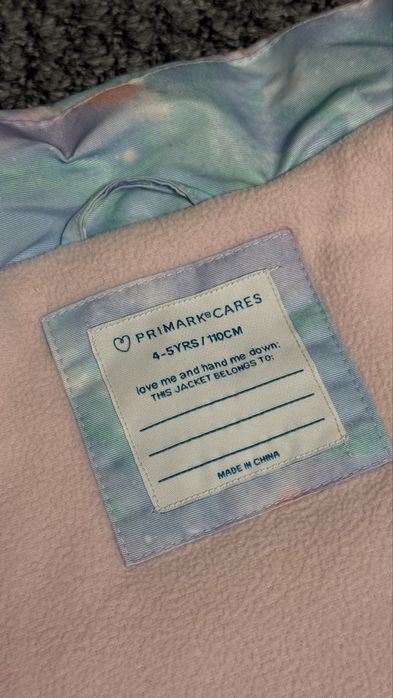 PRIMARK® CARES
4-5YRS / 110CM
love me and hand me down:
THIS JACKET BELONGS TO:
MADE IN CHINA